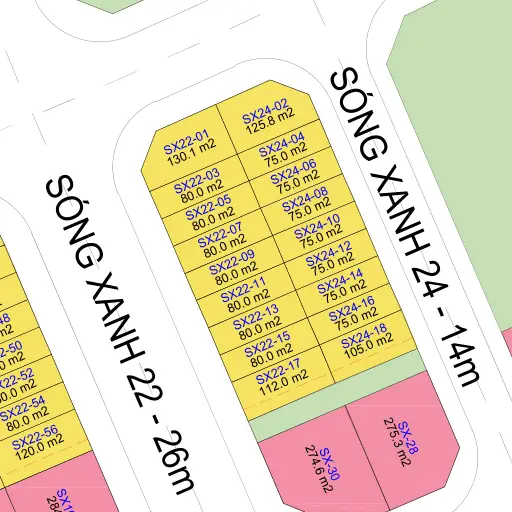 SX22-01
130.1 m2
SX24-02
125.8 m2
SX22-03
80.0 m2
SX24-04
75.0 m2
SX22-05
80.0 m2
SX24-06
75.0 m2
SX22-07
80.0 m2
SX24-08
75.0 m2
SX22-09
80.0 m2
SX24-10
75.0 m2
SX22-11
80.0 m2
SX24-12
75.0 m2
SX22-13
80.0 m2
SX24-14
75.0 m2
SX22-15
80.0 m2
SX24-16
75.0 m2
SX22-17
112.0 m2
SX24-18
105.0 m2
SX-30
274.6 m2
SX-28
275.3 m2
SÓNG XANH 22 - 26m
SÓNG XANH 24 - 14m
22-52
SX22-54
80.0 m2
SX22-56
120.0 m2